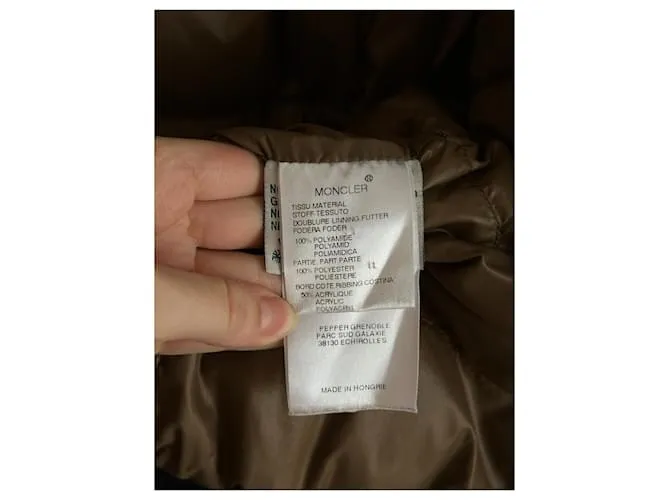 MONCLER®
TISSU MATERIAL
STOFF-TESSUTO
DOUBLURE LINNING FUTTER
FODERA FODER
100% POLYAMIDE
POLYAMID
POLIAMIDICA
PARTIE. PART PARTE
100% POLYESTER
POLIESTERE
BORD COTE RIBBING COSTINA
50% ACRYLIQUE
ACRYLIC
PEPPER GRENOBLE
PARC SUD GALAXIE
38130 ECHIROLLES
MADE IN HONGRIE